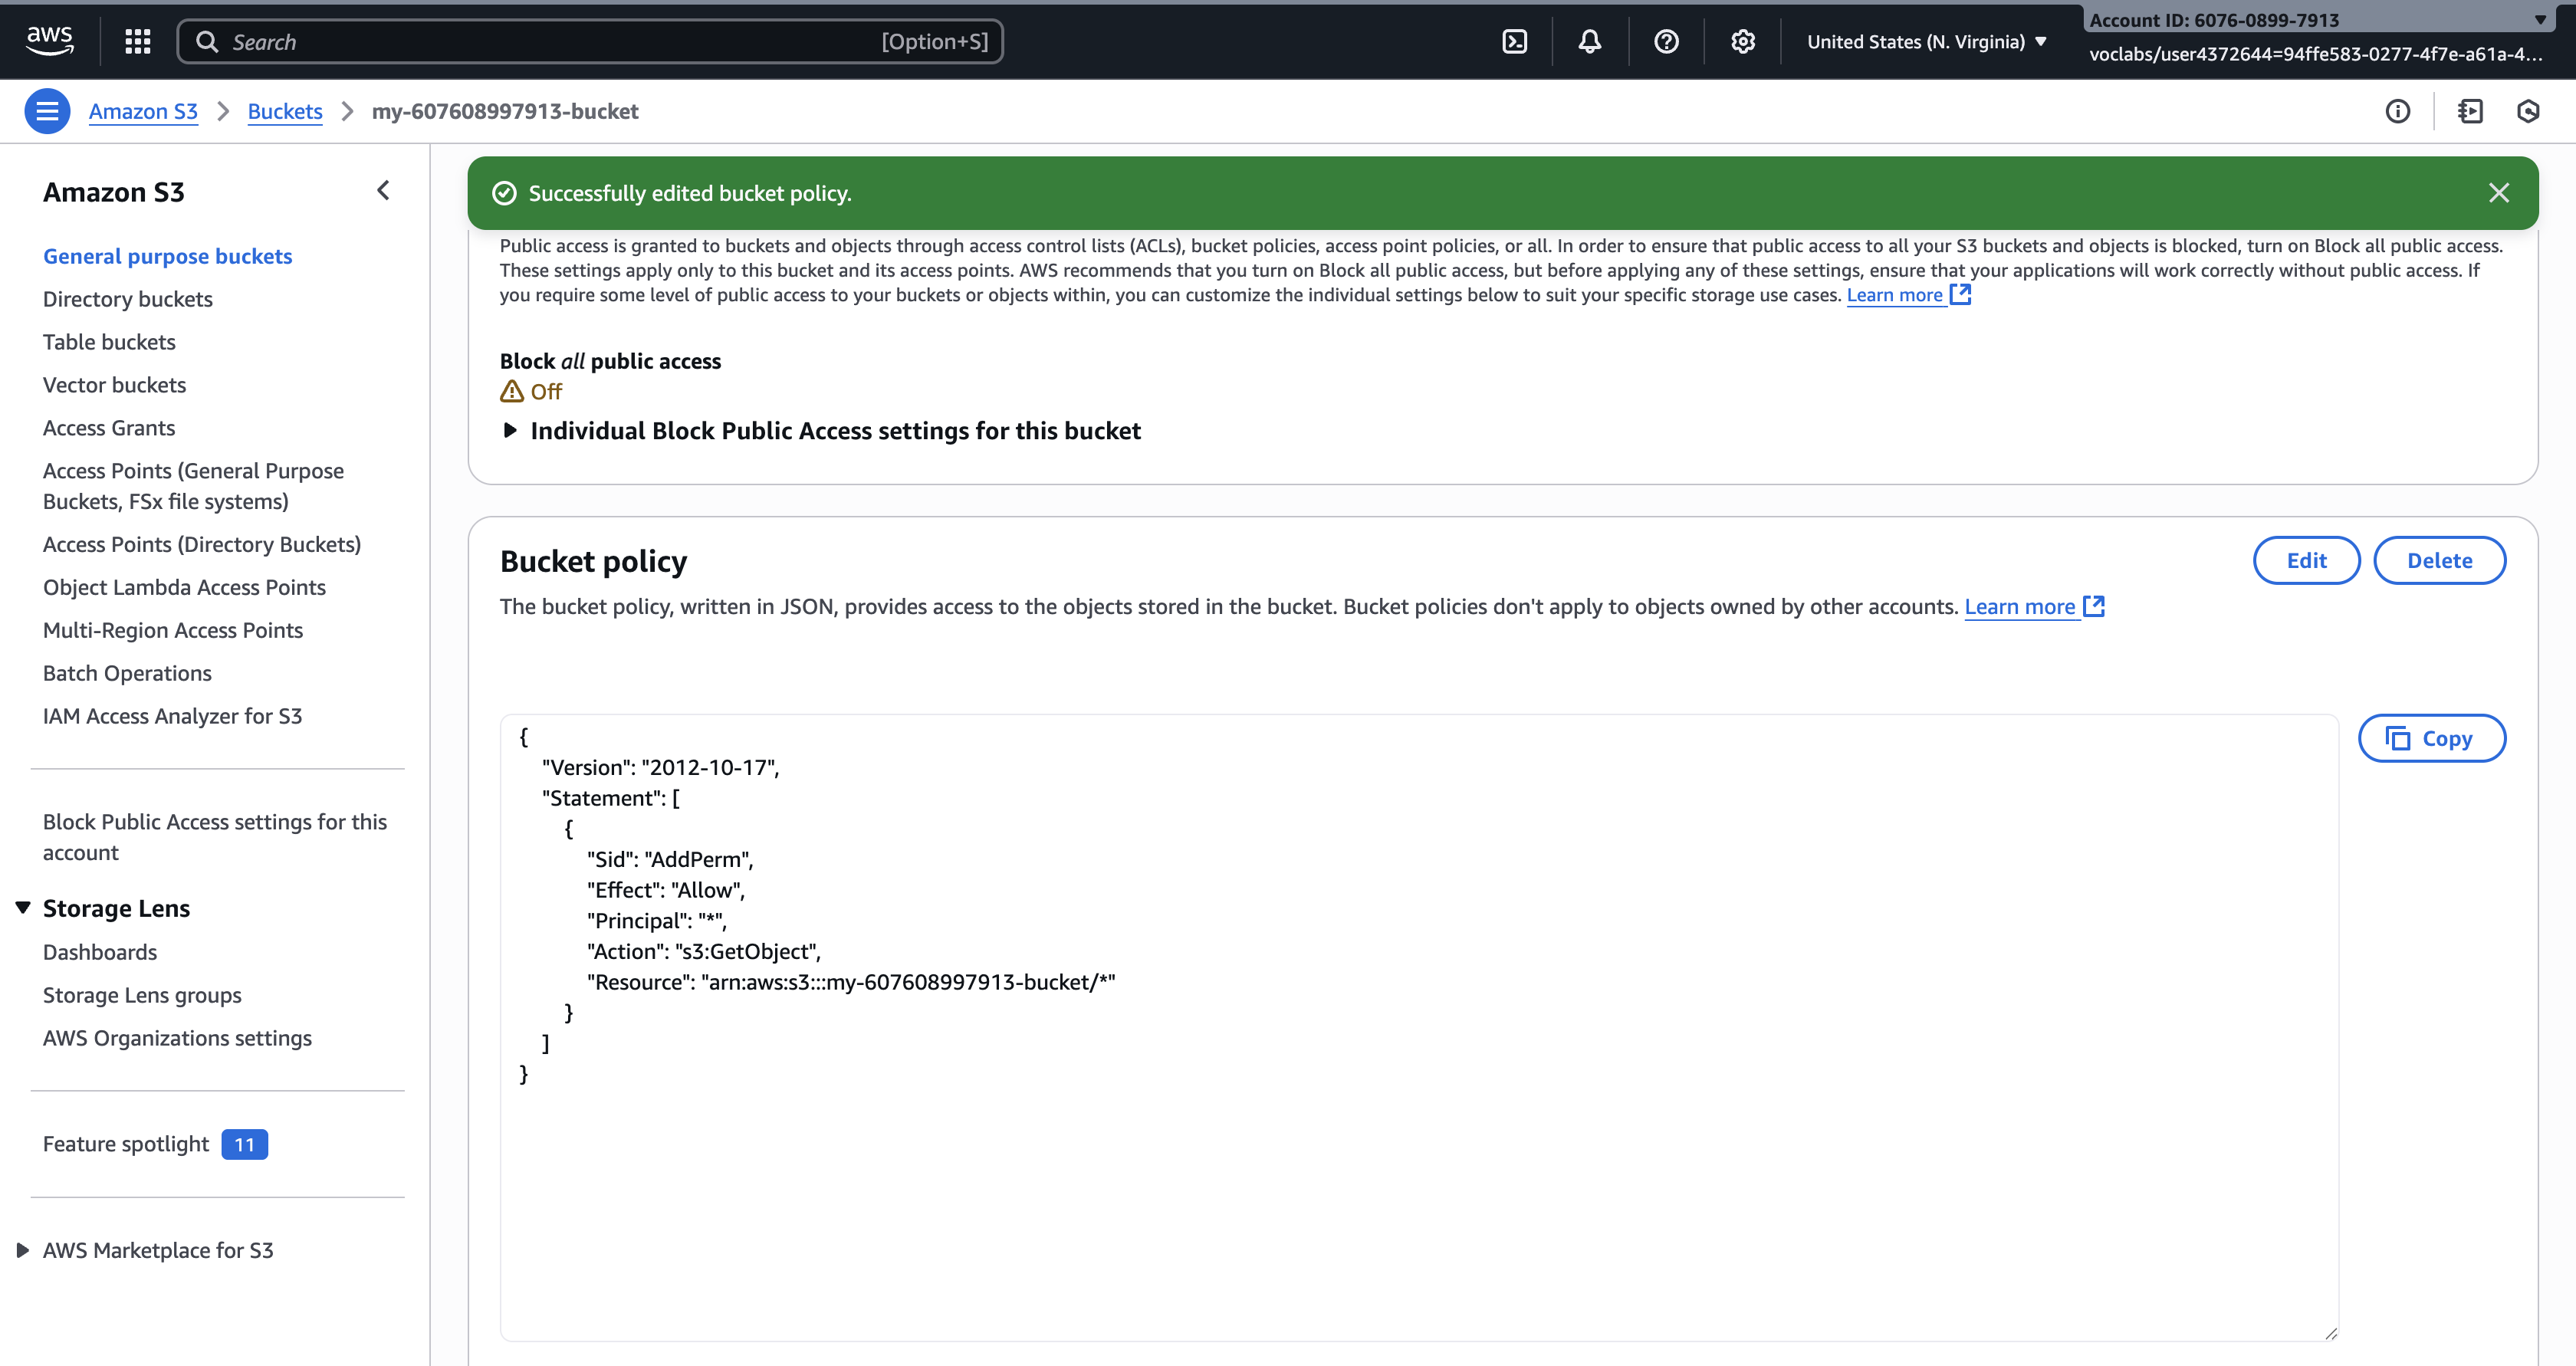 aws
Search
[Option+S]
United States (N. Virginia)
Account ID: 6076-0899-7913
voclabs/user4372644=94ffe583-0277-4f7e-a61a-4...
Amazon S3
Buckets
my-607608997913-bucket
Amazon S3
General purpose buckets
Directory buckets
Table buckets
Vector buckets
Access Grants
Access Points (General Purpose
Buckets, FSx file systems)
Access Points (Directory Buckets)
Object Lambda Access Points
Multi-Region Access Points
Batch Operations
IAM Access Analyzer for S3
Block Public Access settings for this
account
Storage Lens
Dashboards
Storage Lens groups
AWS Organizations settings
Feature spotlight 11
AWS Marketplace for S3
Successfully edited bucket policy.
Public access is granted to buckets and objects through access control lists (ACLs), bucket policies, access point policies, or all. In order to ensure that public access to all your S3 buckets and objects is blocked, turn on Block all public access.
These settings apply only to this bucket and its access points. AWS recommends that you turn on Block all public access, but before applying any of these settings, ensure that your applications will work correctly without public access. If
you require some level of public access to your buckets or objects within, you can customize the individual settings below to suit your specific storage use cases. Learn more
Block all public access
Off
Individual Block Public Access settings for this bucket
Bucket policy
Edit
Delete
The bucket policy, written in JSON, provides access to the objects stored in the bucket. Bucket policies don't apply to objects owned by other accounts. Learn more
Copy
{
"Version": "2012-10-17",
"Statement": [
{
"Sid": "AddPerm",
"Effect": "Allow",
"Principal": "*",
"Action": "s3:GetObject",
"Resource": "arn:aws:s3:::my-607608997913-bucket/*"
}
]
}